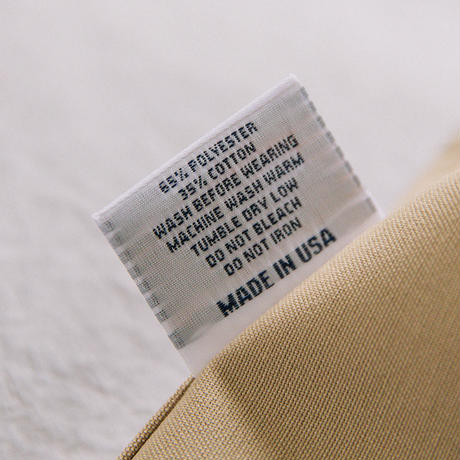 65% POLYESTER
35% COTTON
WASH BEFORE WEARING
MACHINE WASH WARM
TUMBLE DRY LOW
DO NOT BLEACH
DO NOT IRON
MADE IN USA